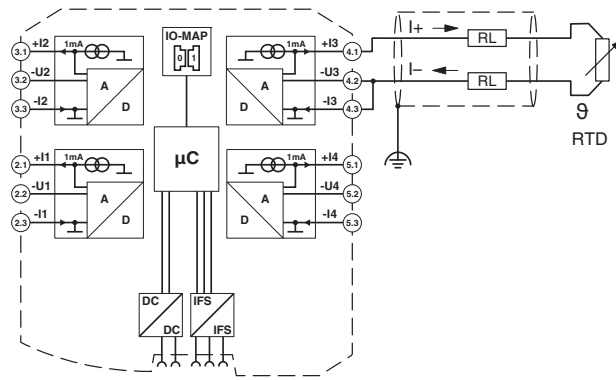 IO-MAP
0 1
3.1 +I2 1mA
3.2 -U2 A
3.3 -I2 D
1mA +I3 4.1
A -U3 4.2
D -I3 4.3
I+ RL
I- RL
ϑ
RTD
µC
2.1 +I1 1mA
2.2 -U1 A
2.3 -I1 D
1mA +I4 5.1
A -U4 5.2
D -I4 5.3
DC IFS
DC IFS